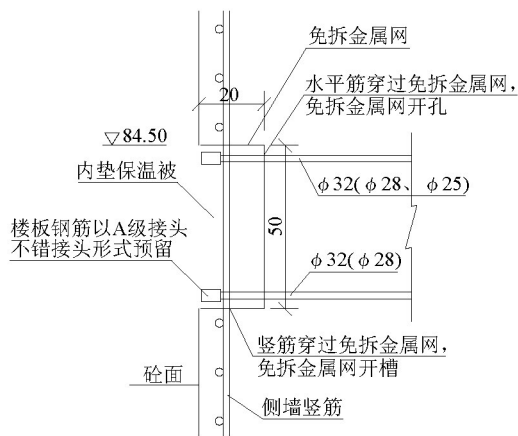 免拆金属网
20
水平筋穿过免拆金属网，
免拆金属网开孔
▽84.50
内垫保温被
φ32(φ28、φ25)
楼板钢筋以A级接头
不错接头形式预留
50
φ32(φ28)
竖筋穿过免拆金属网，
免拆金属网开槽
砼面
侧墙竖筋